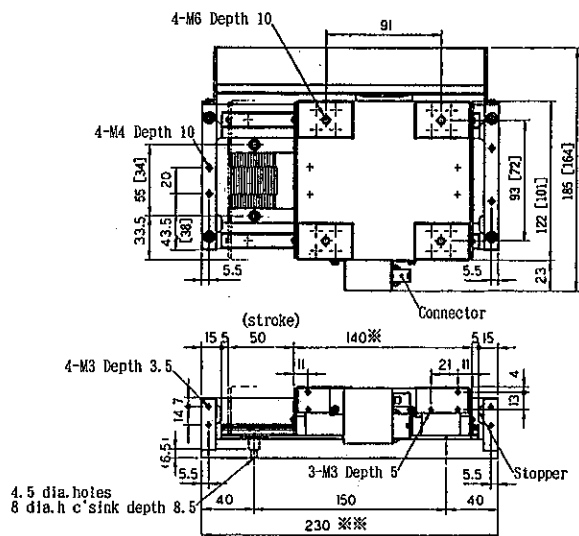 4-M6 Depth 10
91
4-M4 Depth 10
55 [34]
20
33.5
43.5
[38]
5.5
93 [72]
122 [101]
185 [164]
5.5
23
Connector
(stroke)
15 5 50 140※ 5 15
4-M3 Depth 3.5
11
21 11
4
13
7
14
6.5
3-M3 Depth 5
Stopper
5.5
5.5
4.5 dia.holes
8 dia.h c'sink depth 8.5
40 150 40
230 ※※